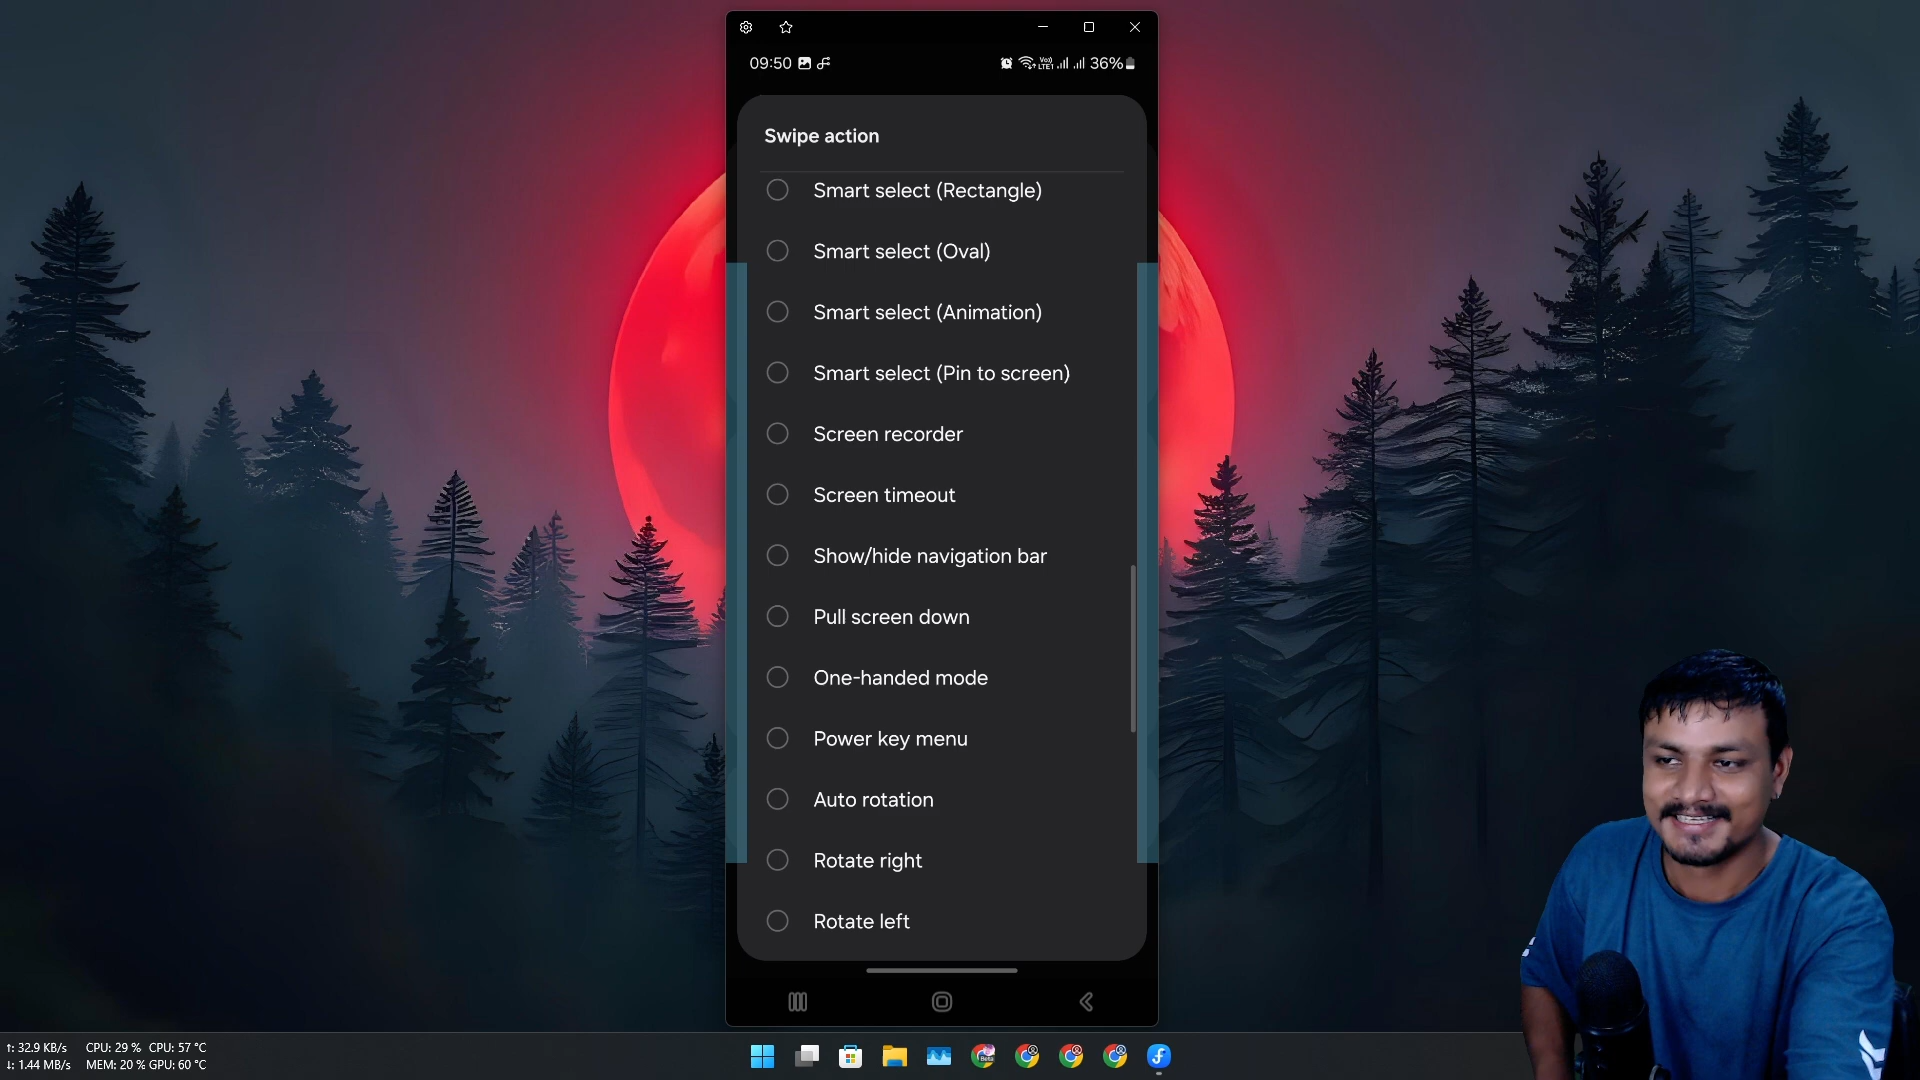 09:50
36%
Swipe action
Smart select (Rectangle)
Smart select (Oval)
Smart select (Animation)
Smart select (Pin to screen)
Screen recorder
Screen timeout
Show/hide navigation bar
Pull screen down
One-handed mode
Power key menu
Auto rotation
Rotate right
Rotate left
↑: 32.9 KB/s CPU: 29 % CPU: 57 °C
↓: 1.44 MB/s MEM: 20 % GPU: 60 °C